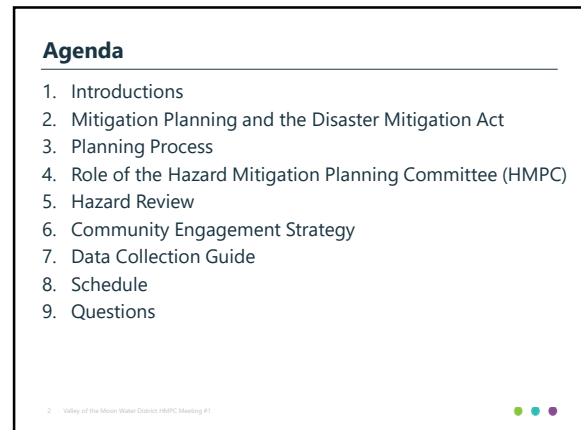 Agenda
1. Introductions
2. Mitigation Planning and the Disaster Mitigation Act
3. Planning Process
4. Role of the Hazard Mitigation Planning Committee (HMPC)
5. Hazard Review
6. Community Engagement Strategy
7. Data Collection Guide
8. Schedule
9. Questions
2 Valley of the Moon Water District HMPC Meeting #1